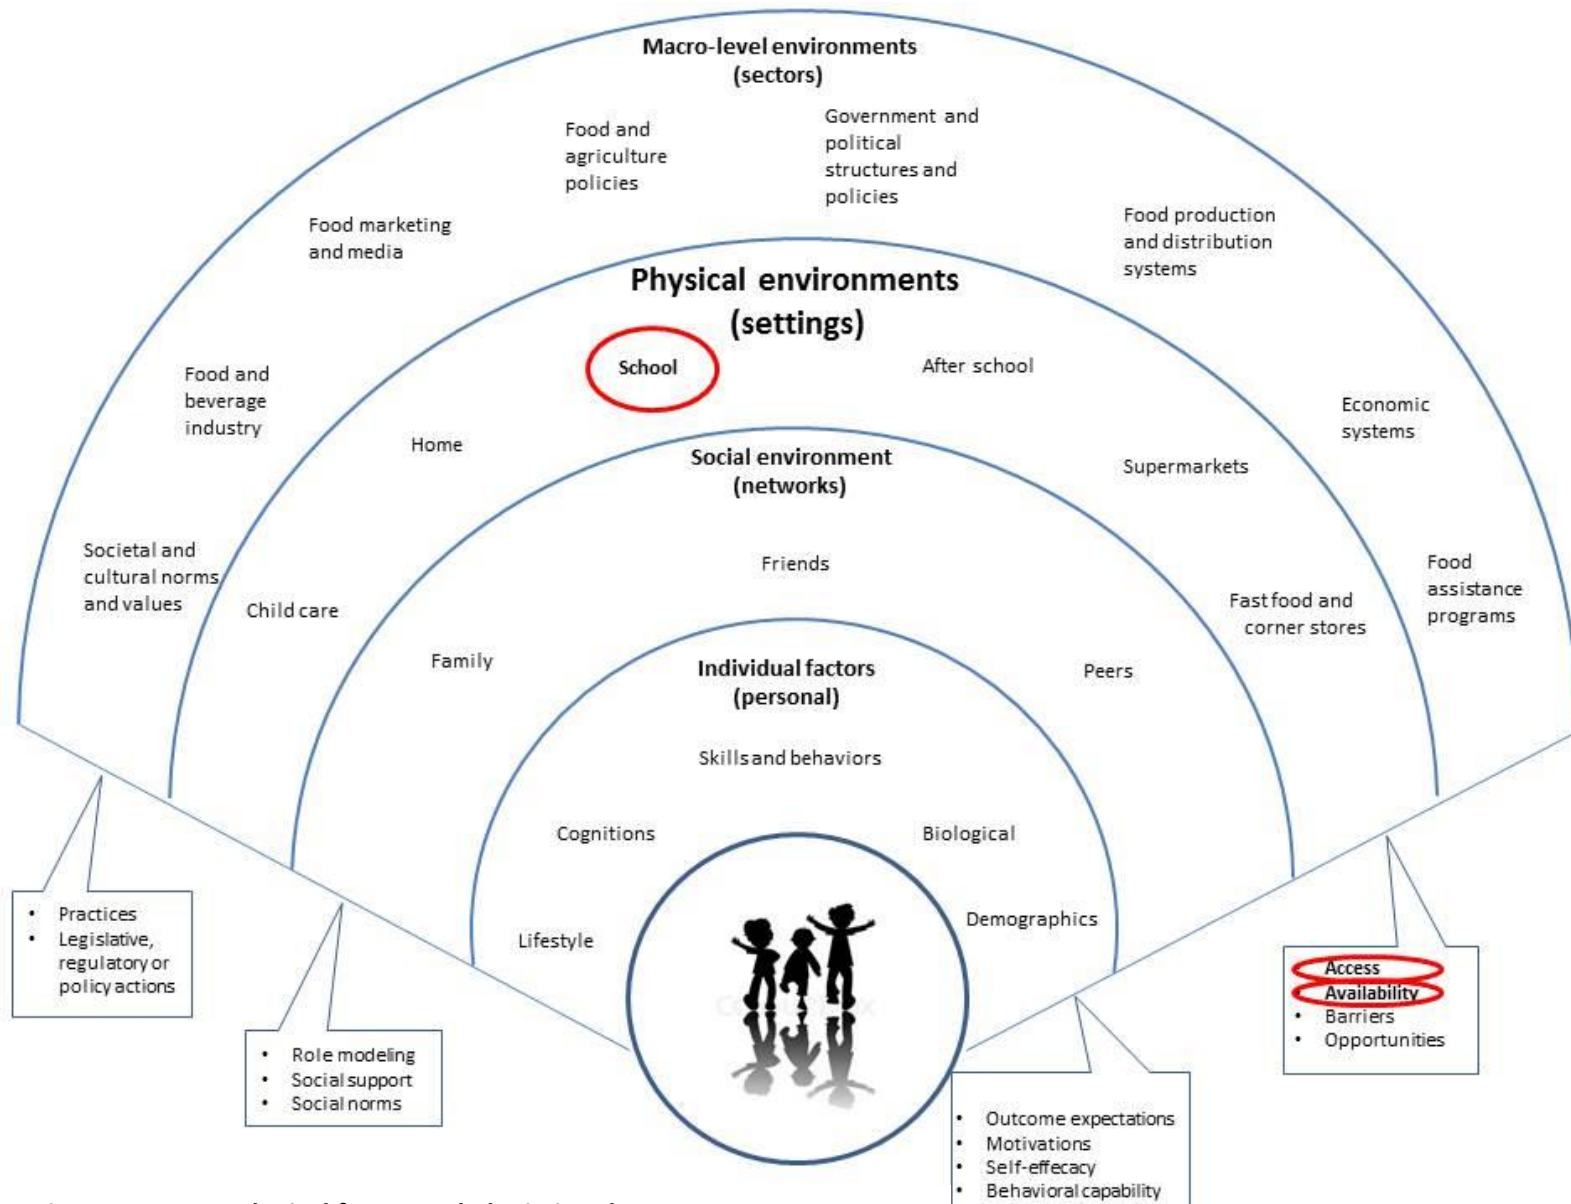 Macro-level environments
(sectors)
Food and
agriculture
policies
Government and
political
structures and
policies
Food marketing
and media
Food production
and distribution
systems
Physical environments
(settings)
School
After school
Food and
beverage
industry
Economic
systems
Home
Social environment
(networks)
Supermarkets
Societal and
cultural norms
and values
Friends
Food
assistance
programs
Child care
Fast food and
corner stores
Family
Individual factors
(personal)
Peers
Skills and behaviors
Cognitions
Biological
Lifestyle
Demographics
• Practices
• Legislative,
regulatory or
policy actions
• Role modeling
• Social support
• Social norms
• Outcome expectations
• Motivations
• Self-effecacy
• Behavioral capability
Access
• Availability
• Barriers
• Opportunities